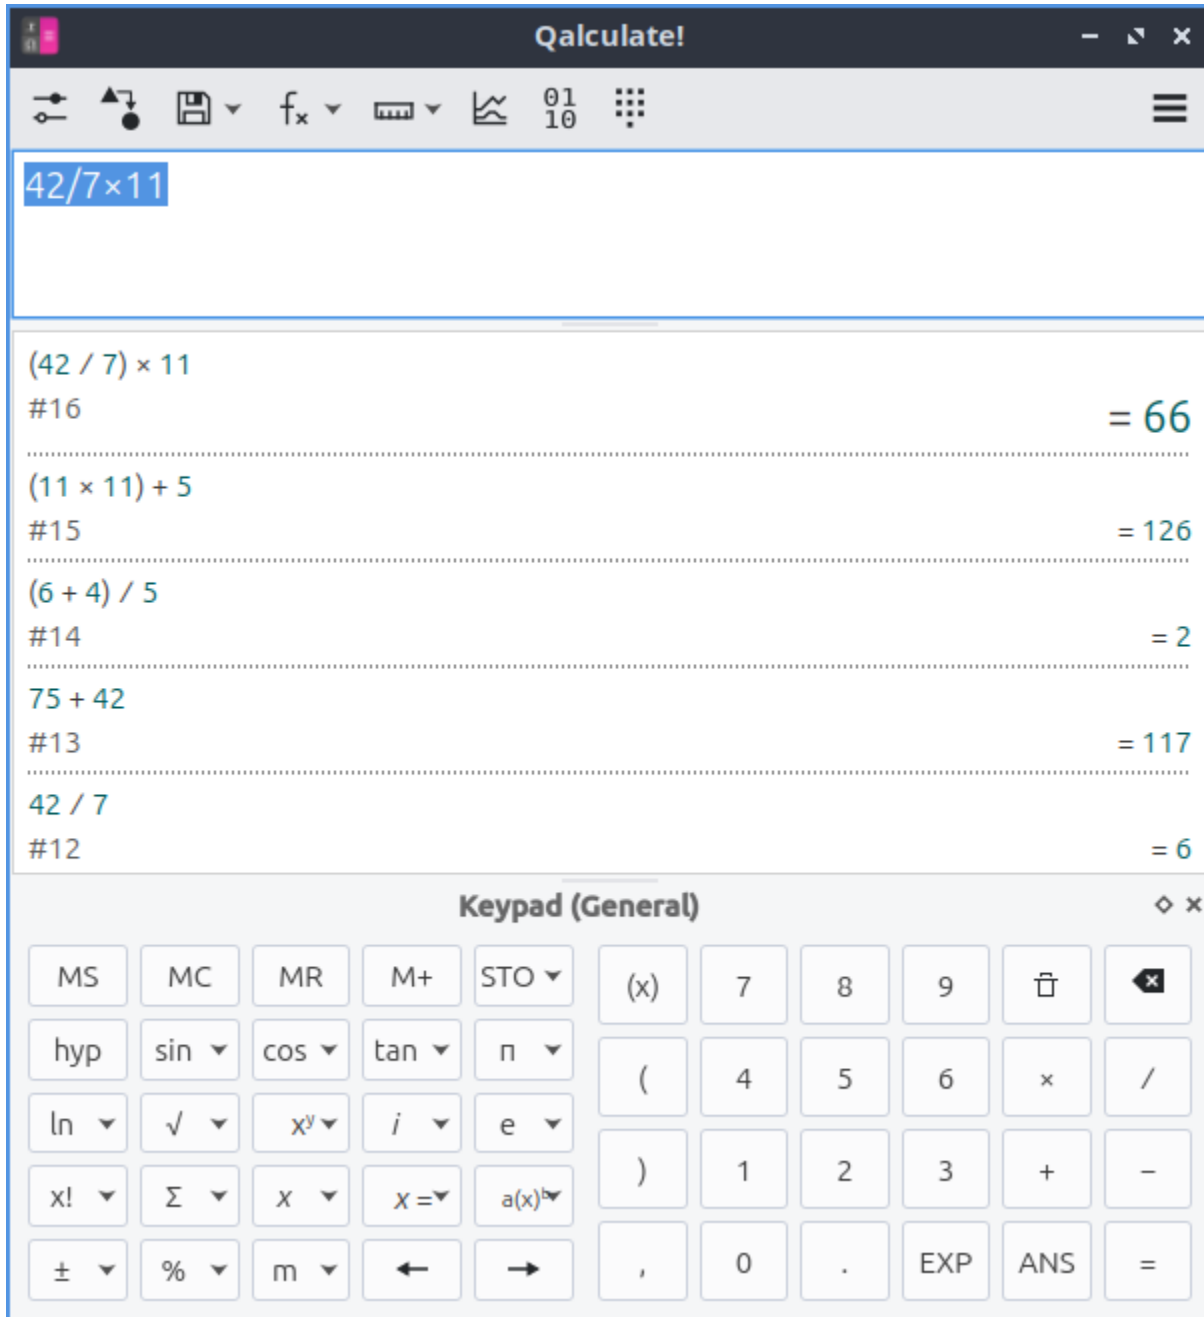 Qalculate!
01
10
42/7×11
(42 / 7) × 11
#16
= 66
(11 × 11) + 5
#15
= 126
(6 + 4) / 5
#14
= 2
75 + 42
#13
= 117
42 / 7
#12
= 6
Keypad (General)
MS MC MR M+ STO (x) 7 8 9
hyp sin cos tan π ( 4 5 6 × /
ln √ xʸ i e ) 1 2 3 + −
x! Σ x x = a(x)ᵇ
± % m ← → , 0 . EXP ANS =